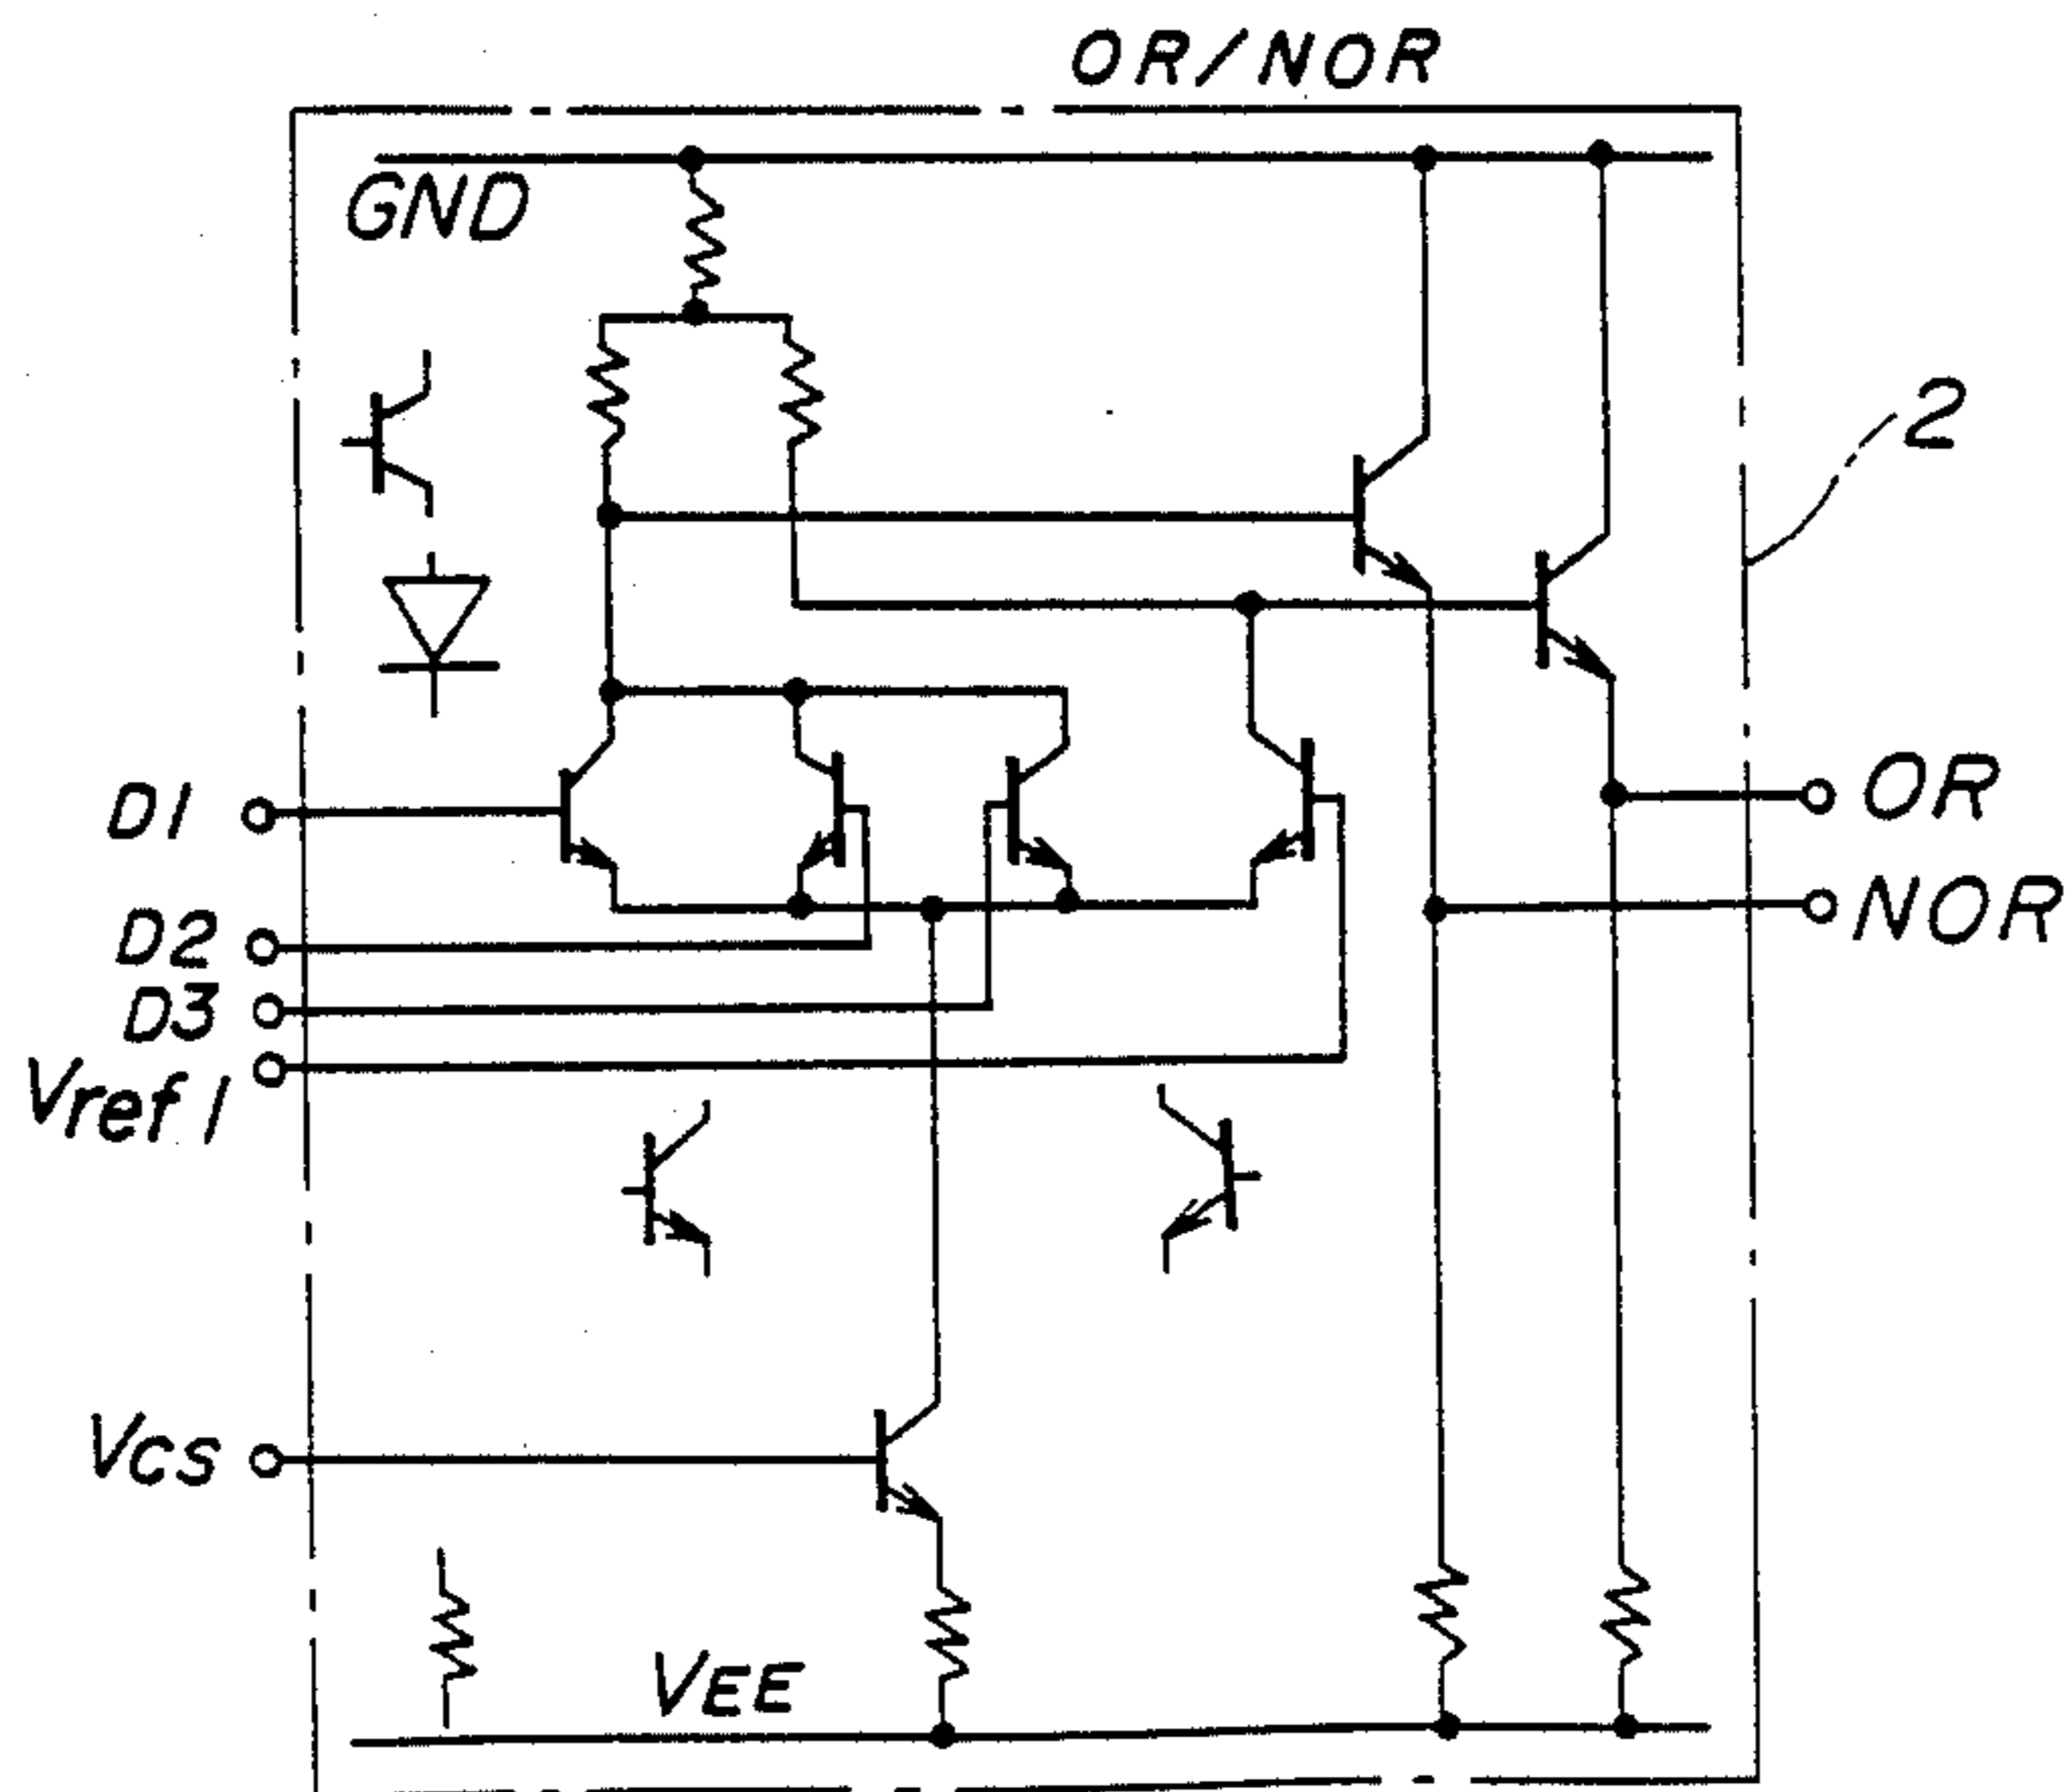 OR/NOR
GND
2
D1
OR
D2
NOR
D3
Vref1
VCS
VEE